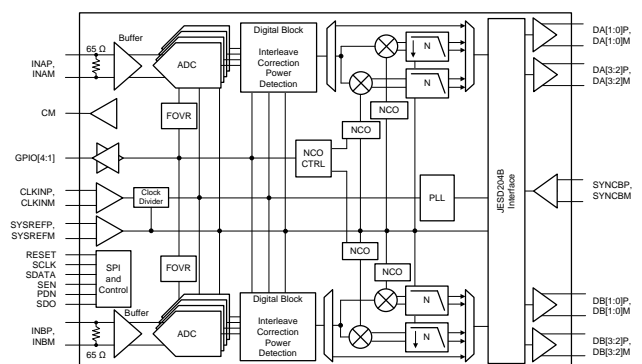 Buffer
65 Ω
INAP,
INAM
ADC
Digital Block
Interleave
Correction
Power
Detection
N
N
DA[1:0]P,
DA[1:0]M
DA[3:2]P,
DA[3:2]M
CM
FOVR
NCO
NCO
GPIO[4:1]
NCO
CTRL
CLKINP,
CLKINM
Clock
Divider
PLL
JESD204B
Interface
SYNCBP,
SYNCBM
SYSREFP,
SYSREFM
RESET
SCLK
SDATA
SEN
PDN
SDO
SPI
and
Control
FOVR
NCO
NCO
Buffer
65 Ω
INBP,
INBM
ADC
Digital Block
Interleave
Correction
Power
Detection
N
N
DB[1:0]P,
DB[1:0]M
DB[3:2]P,
DB[3:2]M